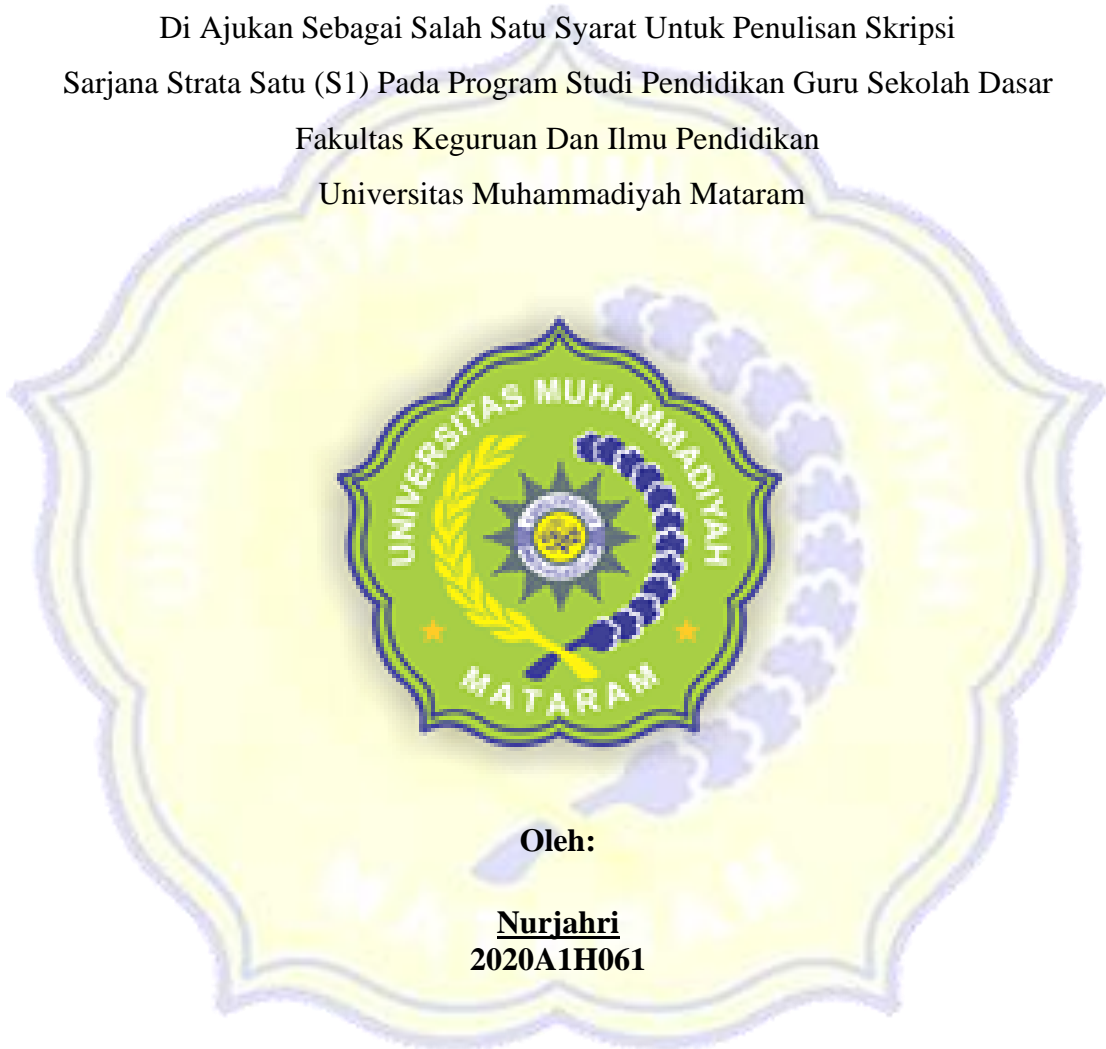 Di Ajukan Sebagai Salah Satu Syarat Untuk Penulisan Skripsi
Sarjana Strata Satu (S1) Pada Program Studi Pendidikan Guru Sekolah Dasar
Fakultas Keguruan Dan Ilmu Pendidikan
Universitas Muhammadiyah Mataram
UNIVERSITAS MUHAMMADIYAH
MATARAM
Oleh:
Nurjahri
2020A1H061